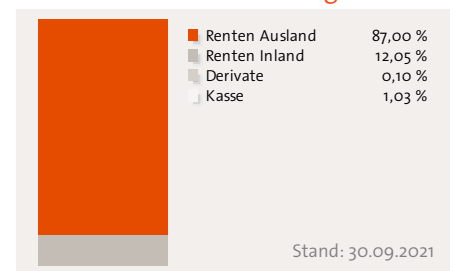 Renten Ausland 87,00 %
Renten Inland 12,05 %
Derivate 0,10 %
Kasse 1,03 %
Stand: 30.09.2021